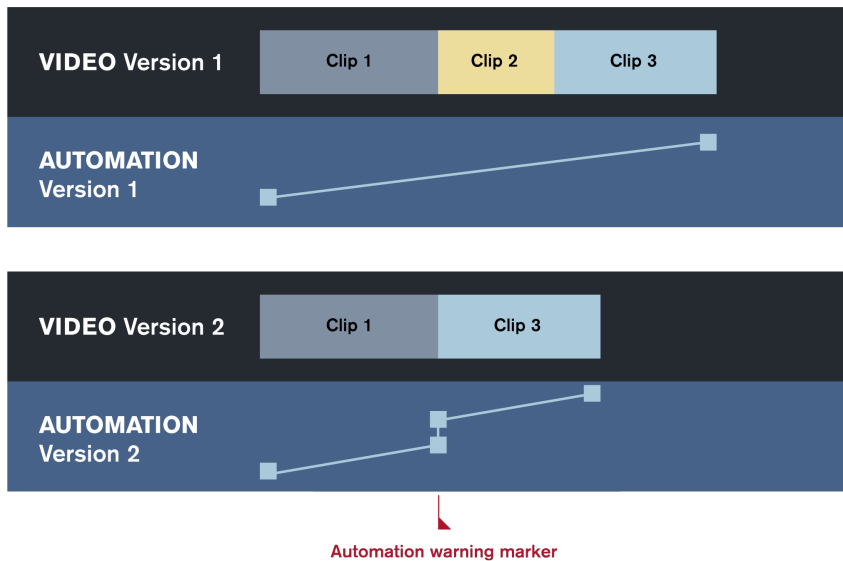 VIDEO Version 1
Clip 1
Clip 2
Clip 3
AUTOMATION
Version 1
VIDEO Version 2
Clip 1
Clip 3
AUTOMATION
Version 2
Automation warning marker